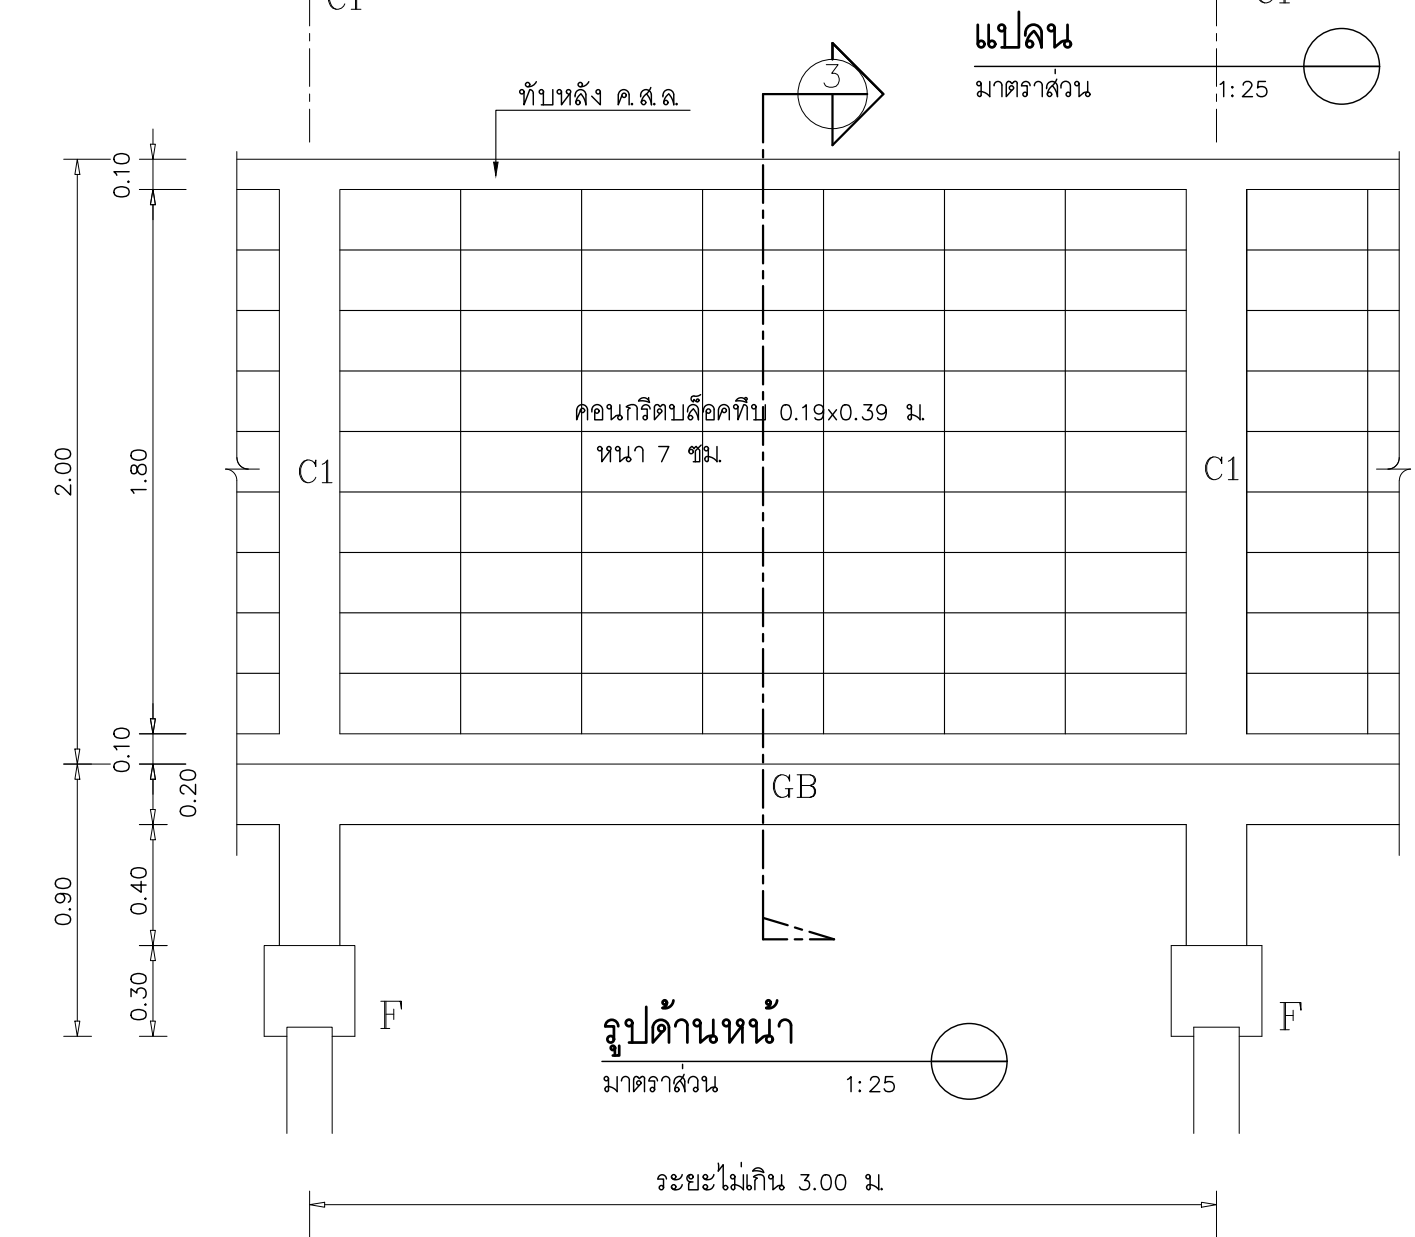 C1
C1
แปลน
มาตราส่วน 1:25
3
ทับหลัง ค.ส.ล.
0.10
2.00
1.80
คอนกรีตบล็อคทึบ 0.19x0.39 ม.
หนา 7 ซม.
C1
C1
0.10
0.20
GB
0.90
0.40
0.30
F
F
รูปด้านหน้า
มาตราส่วน 1:25
ระยะไม่เกิน 3.00 ม.